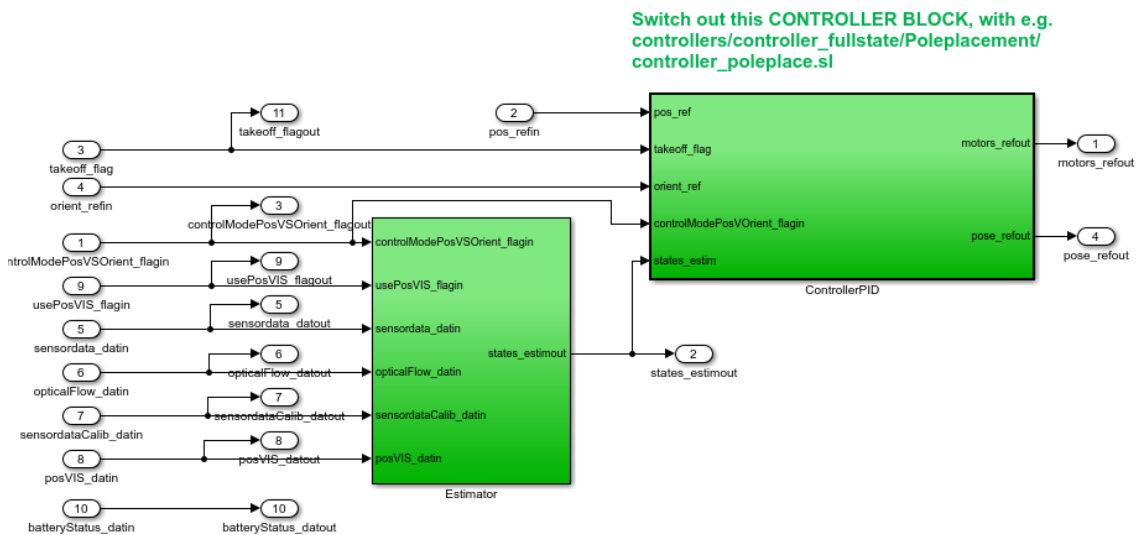 Switch out this CONTROLLER BLOCK, with e.g.
controllers/controller_fullstate/Poleplacement/
controller_poleplace.sl
11
takeoff_flagout
2
pos_refin
pos_ref
3
takeoff_flag
takeoff_flag
motors_refout
1
motors_refout
4
orient_refin
orient_ref
3
controlModePosVSOrient_flagout
controlModePosVOrient_flagin
1
ntrolModePosVSOrient_flagin
controlModePosVSOrient_flagin
pose_refout
4
pose_refout
9
usePosVIS_flagout
states_estim
ControllerPID
9
usePosVIS_flagin
usePosVIS_flagin
5
sensordata_datout
5
sensordata_datin
sensordata_datin
6
opticalFlow_datout
states_estimout
2
states_estimout
6
opticalFlow_datin
opticalFlow_datin
7
sensordataCalib_datout
7
sensordataCalib_datin
sensordataCalib_datin
8
posVIS_datout
8
posVIS_datin
posVIS_datin
Estimator
10
batteryStatus_datin
10
batteryStatus_datout